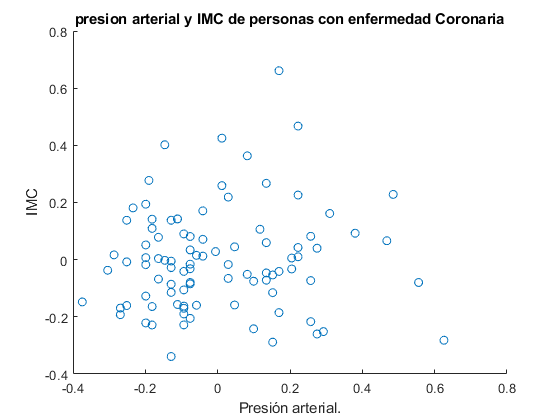 presion arterial y IMC de personas con enfermedad Coronaria
0.8
0.6
0.4
0.2
0
-0.2
-0.4
IMC
-0.4 -0.2 0 0.2 0.4 0.6 0.8
Presión arterial.